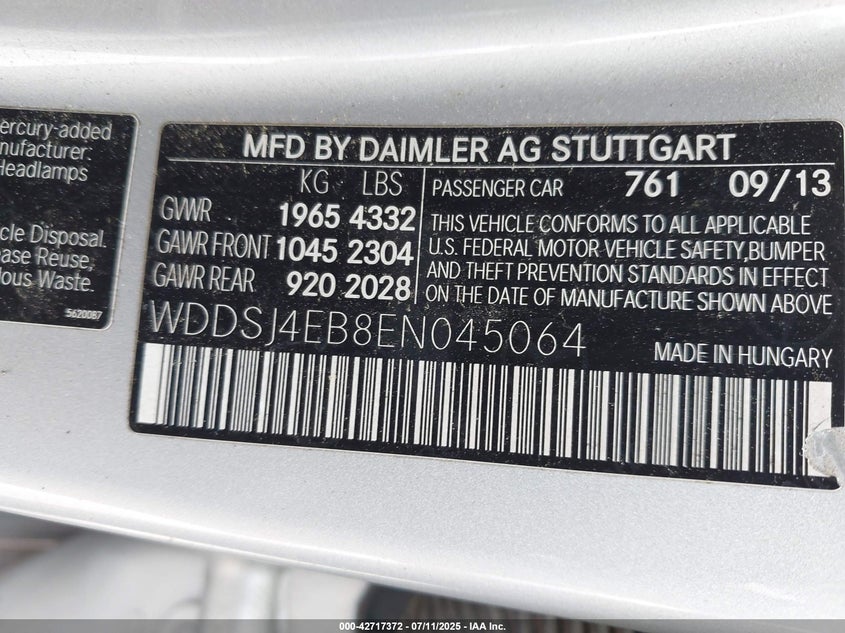 ercury-added
nufacturer:
Headlamps
cle Disposal.
ease Reuse,
dous Waste.
5620087
MFD BY DAIMLER AG STUTTGART
KG LBS
GVWR 1965 4332
GAWR FRONT 1045 2304
GAWR REAR 920 2028
PASSENGER CAR 761 09/13
THIS VEHICLE CONFORMS TO ALL APPLICABLE
U.S. FEDERAL MOTOR VEHICLE SAFETY,BUMPER
AND THEFT PREVENTION STANDARDS IN EFFECT
ON THE DATE OF MANUFACTURE SHOWN ABOVE
WDDSJ4EB8EN045064
MADE IN HUNGARY
000-42717372 / 07/11/2025 - IAA Inc.